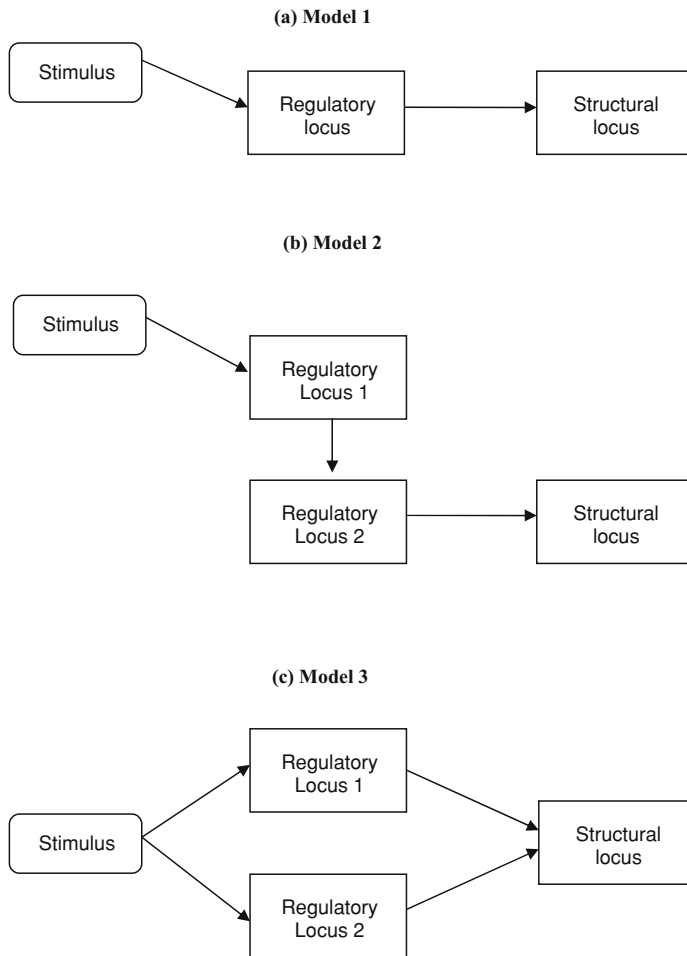 (a) Model 1
Stimulus
Regulatory
locus
Structural
locus
(b) Model 2
Stimulus
Regulatory
Locus 1
Regulatory
Locus 2
Structural
locus
(c) Model 3
Regulatory
Locus 1
Stimulus
Structural
locus
Regulatory
Locus 2